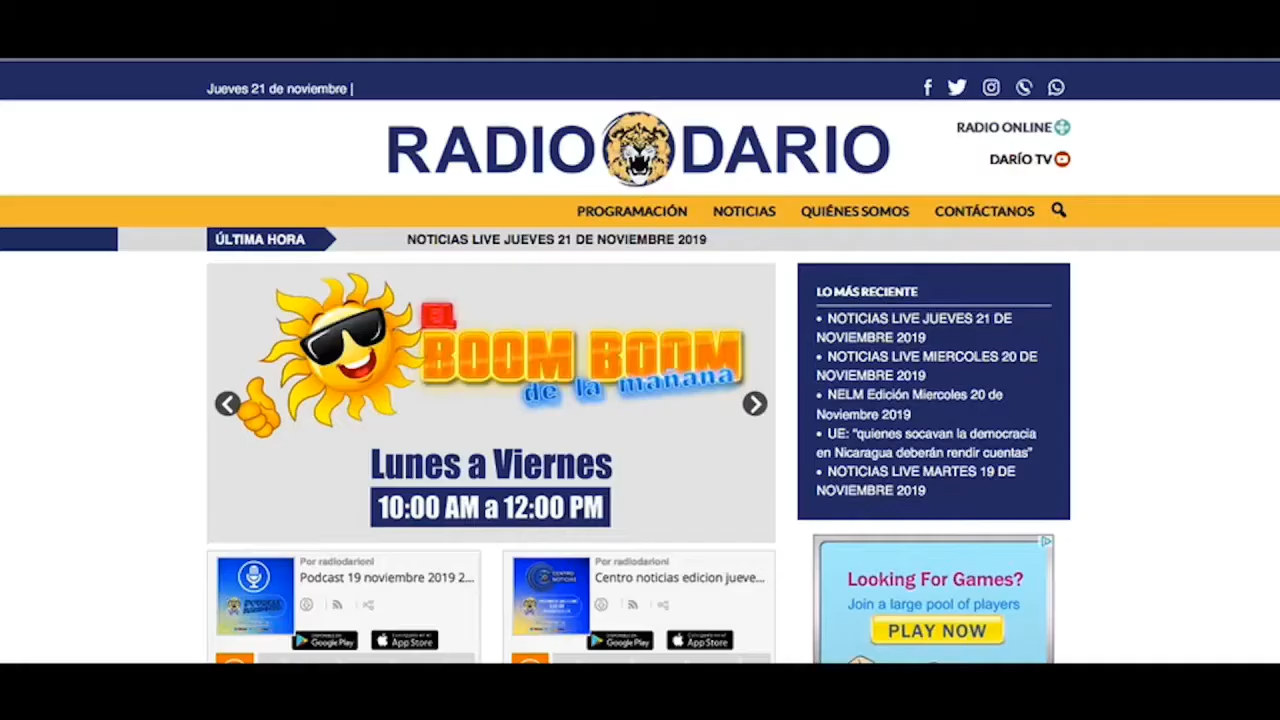 Jueves 21 de noviembre |
RADIO DARIO
RADIO ONLINE
DARÍO TV
PROGRAMACIÓN NOTICIAS QUIÉNES SOMOS CONTÁCTANOS
ÚLTIMA HORA
NOTICIAS LIVE JUEVES 21 DE NOVIEMBRE 2019
EL
BOOM BOOM
de la mañana
Lunes a Viernes
10:00 AM a 12:00 PM
LO MÁS RECIENTE
• NOTICIAS LIVE JUEVES 21 DE
NOVIEMBRE 2019
• NOTICIAS LIVE MIERCOLES 20 DE
NOVIEMBRE 2019
• NELM Edición Miercoles 20 de
Noviembre 2019
• UE: “quienes socavan la democracia
en Nicaragua deberán rendir cuentas”
• NOTICIAS LIVE MARTES 19 DE
NOVIEMBRE 2019
Por radiodarioni
Podcast 19 noviembre 2019 2...
Google Play
App Store
Por radiodarioni
Centro noticias edicion jueve...
CENTRO
NOTICIAS
Google Play
App Store
Looking For Games?
Join a large pool of players
PLAY NOW